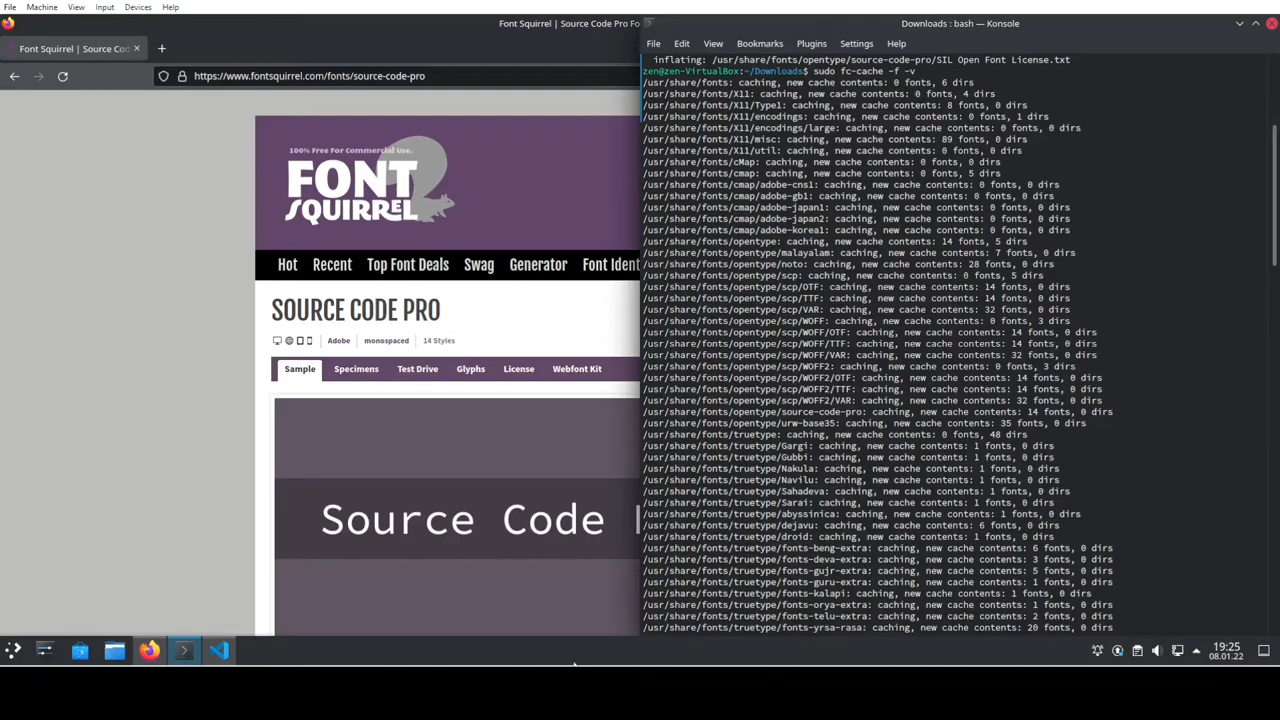 File Machine View Input Devices Help
Font Squirrel | Source Code Pro Fo
Font Squirrel | Source Cod
https://www.fontsquirrel.com/fonts/source-code-pro
100% Free For Commercial Use.
FONT
SQUIRREL
Hot Recent Top Font Deals Swag Generator Font Ident
SOURCE CODE PRO
Adobe monospaced 14 Styles
Sample Specimens Test Drive Glyphs License Webfont Kit
Source Code
Downloads : bash — Konsole
File Edit View Bookmarks Plugins Settings Help
inflating: /usr/share/fonts/opentype/source-code-pro/SIL Open Font License.txt
zen@zen-VirtualBox:~/Downloads$ sudo fc-cache -f -v
/usr/share/fonts: caching, new cache contents: 0 fonts, 6 dirs
/usr/share/fonts/X11: caching, new cache contents: 0 fonts, 4 dirs
/usr/share/fonts/X11/Type1: caching, new cache contents: 8 fonts, 0 dirs
/usr/share/fonts/X11/encodings: caching, new cache contents: 0 fonts, 1 dirs
/usr/share/fonts/X11/encodings/large: caching, new cache contents: 0 fonts, 0 dirs
/usr/share/fonts/X11/misc: caching, new cache contents: 89 fonts, 0 dirs
/usr/share/fonts/X11/util: caching, new cache contents: 0 fonts, 0 dirs
/usr/share/fonts/cMap: caching, new cache contents: 0 fonts, 0 dirs
/usr/share/fonts/cmap: caching, new cache contents: 0 fonts, 5 dirs
/usr/share/fonts/cmap/adobe-cns1: caching, new cache contents: 0 fonts, 0 dirs
/usr/share/fonts/cmap/adobe-gb1: caching, new cache contents: 0 fonts, 0 dirs
/usr/share/fonts/cmap/adobe-japan1: caching, new cache contents: 0 fonts, 0 dirs
/usr/share/fonts/cmap/adobe-japan2: caching, new cache contents: 0 fonts, 0 dirs
/usr/share/fonts/cmap/adobe-korea1: caching, new cache contents: 0 fonts, 0 dirs
/usr/share/fonts/opentype: caching, new cache contents: 14 fonts, 5 dirs
/usr/share/fonts/opentype/malayalam: caching, new cache contents: 7 fonts, 0 dirs
/usr/share/fonts/opentype/noto: caching, new cache contents: 28 fonts, 0 dirs
/usr/share/fonts/opentype/scp: caching, new cache contents: 0 fonts, 5 dirs
/usr/share/fonts/opentype/scp/OTF: caching, new cache contents: 14 fonts, 0 dirs
/usr/share/fonts/opentype/scp/TTF: caching, new cache contents: 14 fonts, 0 dirs
/usr/share/fonts/opentype/scp/VAR: caching, new cache contents: 32 fonts, 0 dirs
/usr/share/fonts/opentype/scp/WOFF: caching, new cache contents: 0 fonts, 3 dirs
/usr/share/fonts/opentype/scp/WOFF/OTF: caching, new cache contents: 14 fonts, 0 dirs
/usr/share/fonts/opentype/scp/WOFF/TTF: caching, new cache contents: 14 fonts, 0 dirs
/usr/share/fonts/opentype/scp/WOFF/VAR: caching, new cache contents: 32 fonts, 0 dirs
/usr/share/fonts/opentype/scp/WOFF2: caching, new cache contents: 0 fonts, 3 dirs
/usr/share/fonts/opentype/scp/WOFF2/OTF: caching, new cache contents: 14 fonts, 0 dirs
/usr/share/fonts/opentype/scp/WOFF2/TTF: caching, new cache contents: 14 fonts, 0 dirs
/usr/share/fonts/opentype/scp/WOFF2/VAR: caching, new cache contents: 32 fonts, 0 dirs
/usr/share/fonts/opentype/source-code-pro: caching, new cache contents: 14 fonts, 0 dirs
/usr/share/fonts/opentype/urw-base35: caching, new cache contents: 35 fonts, 0 dirs
/usr/share/fonts/truetype: caching, new cache contents: 0 fonts, 48 dirs
/usr/share/fonts/truetype/Gargi: caching, new cache contents: 1 fonts, 0 dirs
/usr/share/fonts/truetype/Gubbi: caching, new cache contents: 1 fonts, 0 dirs
/usr/share/fonts/truetype/Nakula: caching, new cache contents: 1 fonts, 0 dirs
/usr/share/fonts/truetype/Navilu: caching, new cache contents: 1 fonts, 0 dirs
/usr/share/fonts/truetype/Sahadeva: caching, new cache contents: 1 fonts, 0 dirs
/usr/share/fonts/truetype/Sarai: caching, new cache contents: 1 fonts, 0 dirs
/usr/share/fonts/truetype/abyssinica: caching, new cache contents: 1 fonts, 0 dirs
/usr/share/fonts/truetype/dejavu: caching, new cache contents: 6 fonts, 0 dirs
/usr/share/fonts/truetype/droid: caching, new cache contents: 1 fonts, 0 dirs
/usr/share/fonts/truetype/fonts-beng-extra: caching, new cache contents: 6 fonts, 0 dirs
/usr/share/fonts/truetype/fonts-deva-extra: caching, new cache contents: 3 fonts, 0 dirs
/usr/share/fonts/truetype/fonts-gujr-extra: caching, new cache contents: 5 fonts, 0 dirs
/usr/share/fonts/truetype/fonts-guru-extra: caching, new cache contents: 1 fonts, 0 dirs
/usr/share/fonts/truetype/fonts-kalapi: caching, new cache contents: 1 fonts, 0 dirs
/usr/share/fonts/truetype/fonts-orya-extra: caching, new cache contents: 1 fonts, 0 dirs
/usr/share/fonts/truetype/fonts-telu-extra: caching, new cache contents: 2 fonts, 0 dirs
/usr/share/fonts/truetype/fonts-yrsa-rasa: caching, new cache contents: 20 fonts, 0 dirs
19:25
08.01.22